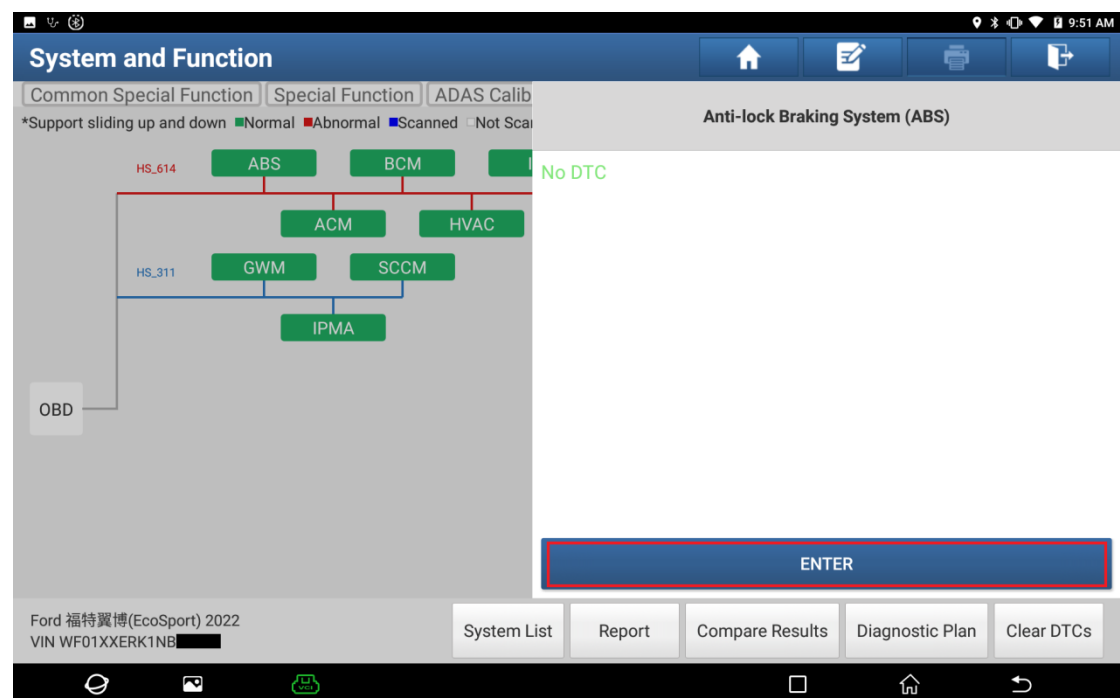 9:51 AM
System and Function
Common Special Function Special Function ADAS Calib
*Support sliding up and down Normal Abnormal Scanned Not Scan
Anti-lock Braking System (ABS)
No DTC
HS_614 ABS BCM
ACM HVAC
HS_311 GWM SCCM
IPMA
OBD
ENTER
Ford 福特翼博(EcoSport) 2022
VIN WF01XXERK1NB
System List Report Compare Results Diagnostic Plan Clear DTCs
VCI